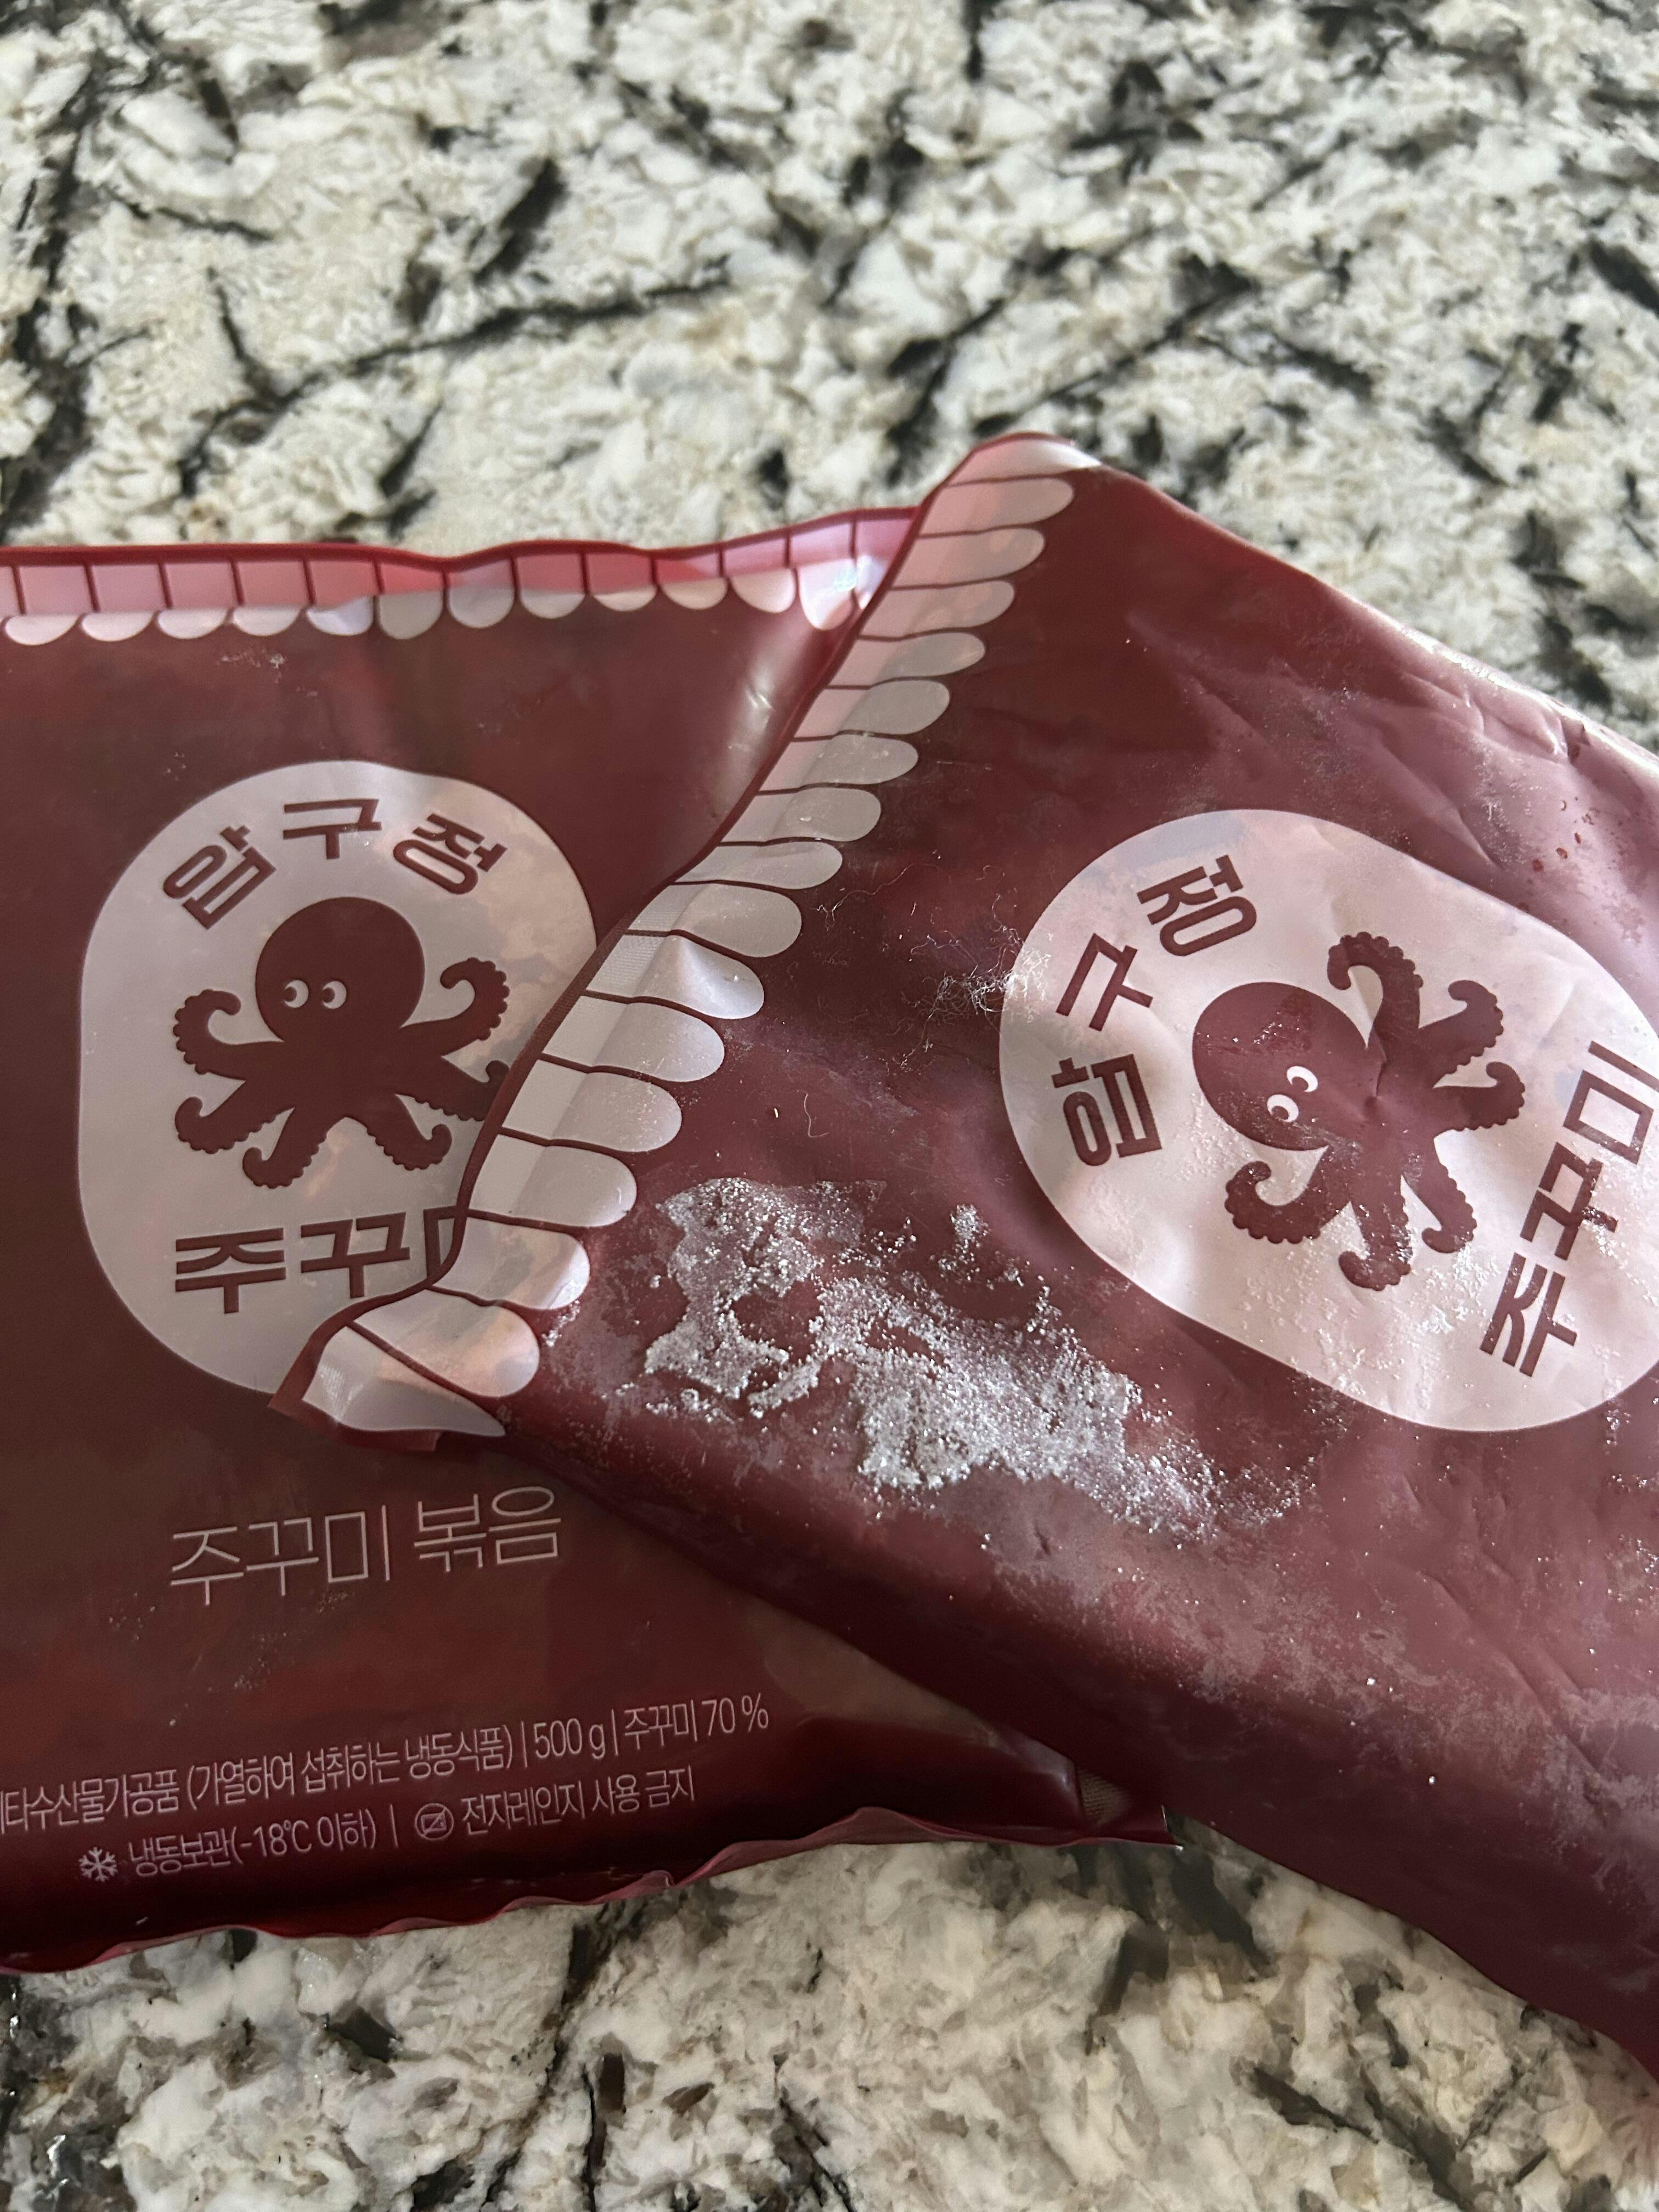 압구정
주꾸
주꾸미 볶음
기타수산물가공품 (가열하여 섭취하는 냉동식품) | 500 g | 주꾸미 70 %
냉동보관(-18℃ 이하) | 전자레인지 사용 금지
압구정
주꾸미